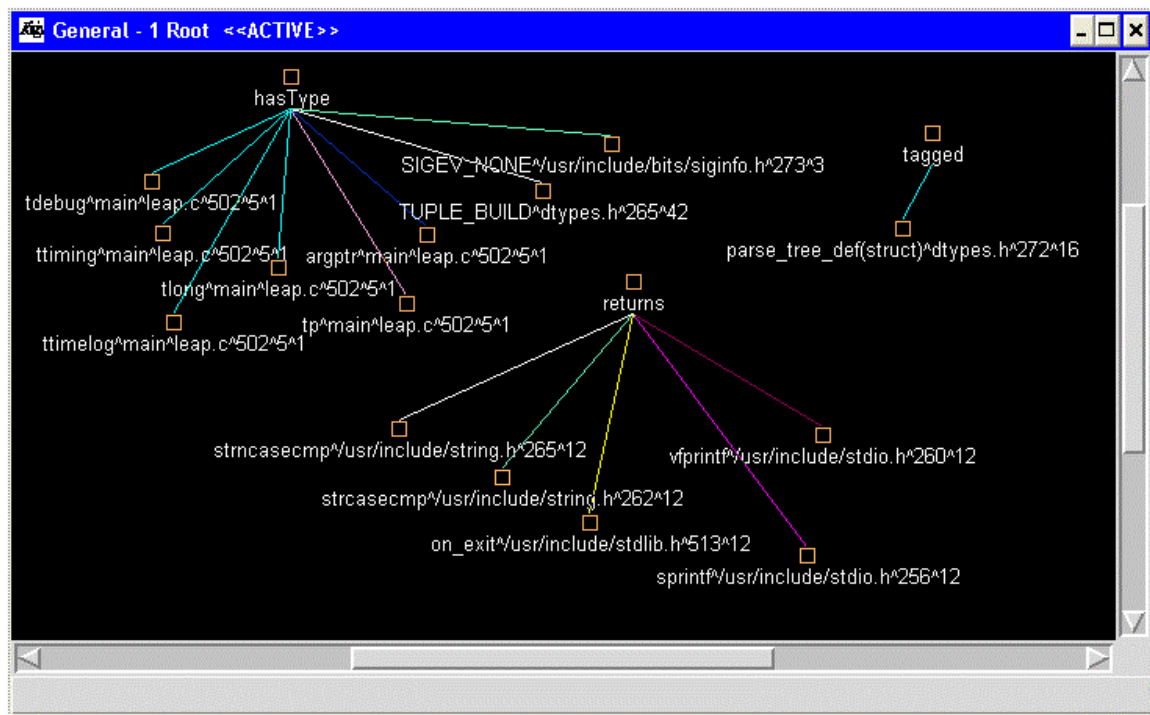 General - 1 Root <<ACTIVE>>
hasType
SIGEV_NONE^/usr/include/bits/siginfo.h^273^3
tagged
tdebug^main^leap.c^502^5^1
TUPLE_BUILD^dtypes.h^265^42
ttiming^main^leap.c^502^5^1
argptr^main^leap.c^502^5^1
parse_tree_def(struct)^dtypes.h^272^16
tlong^main^leap.c^502^5^1
returns
tp^main^leap.c^502^5^1
ttimelog^main^leap.c^502^5^1
strncasecmp^/usr/include/string.h^265^12
vfprintf^/usr/include/stdio.h^260^12
strcasecmp^/usr/include/string.h^262^12
on_exit^/usr/include/stdlib.h^513^12
sprintf^/usr/include/stdio.h^256^12